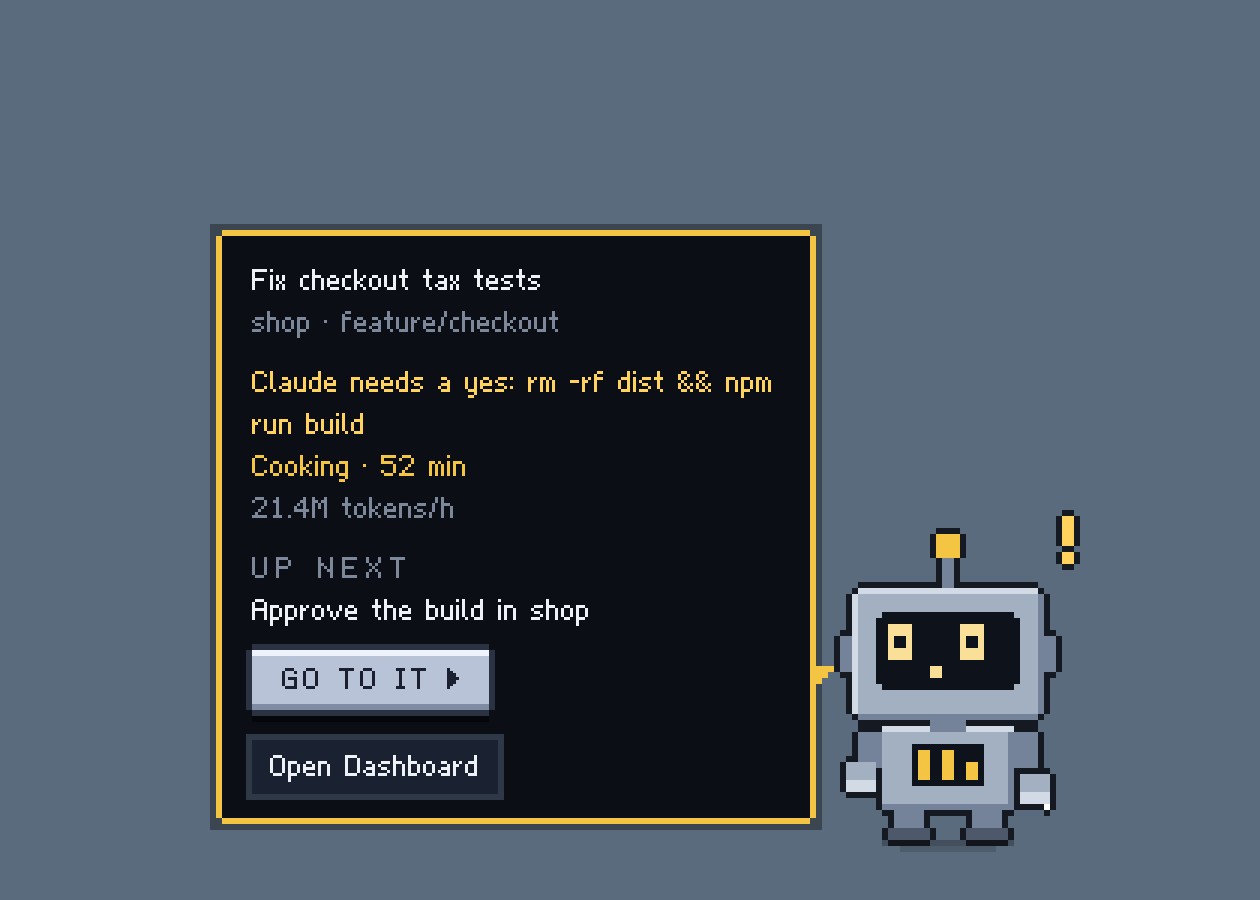 Fix checkout tax tests
shop · feature/checkout
Claude needs a yes: rm -rf dist && npm
run build
Cooking · 52 min
21.4M tokens/h
UP NEXT
Approve the build in shop
GO TO IT
Open Dashboard
!